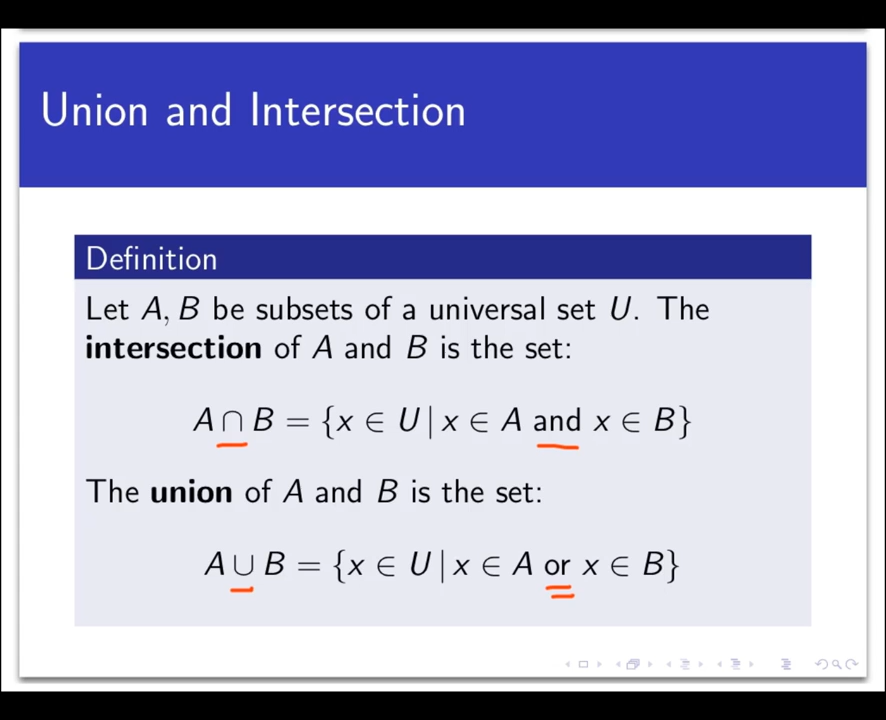 Union and Intersection
Definition
Let A, B be subsets of a universal set U. The
intersection of A and B is the set:
A ∩ B = {x ∈ U | x ∈ A and x ∈ B}
The union of A and B is the set:
A ∪ B = {x ∈ U | x ∈ A or x ∈ B}